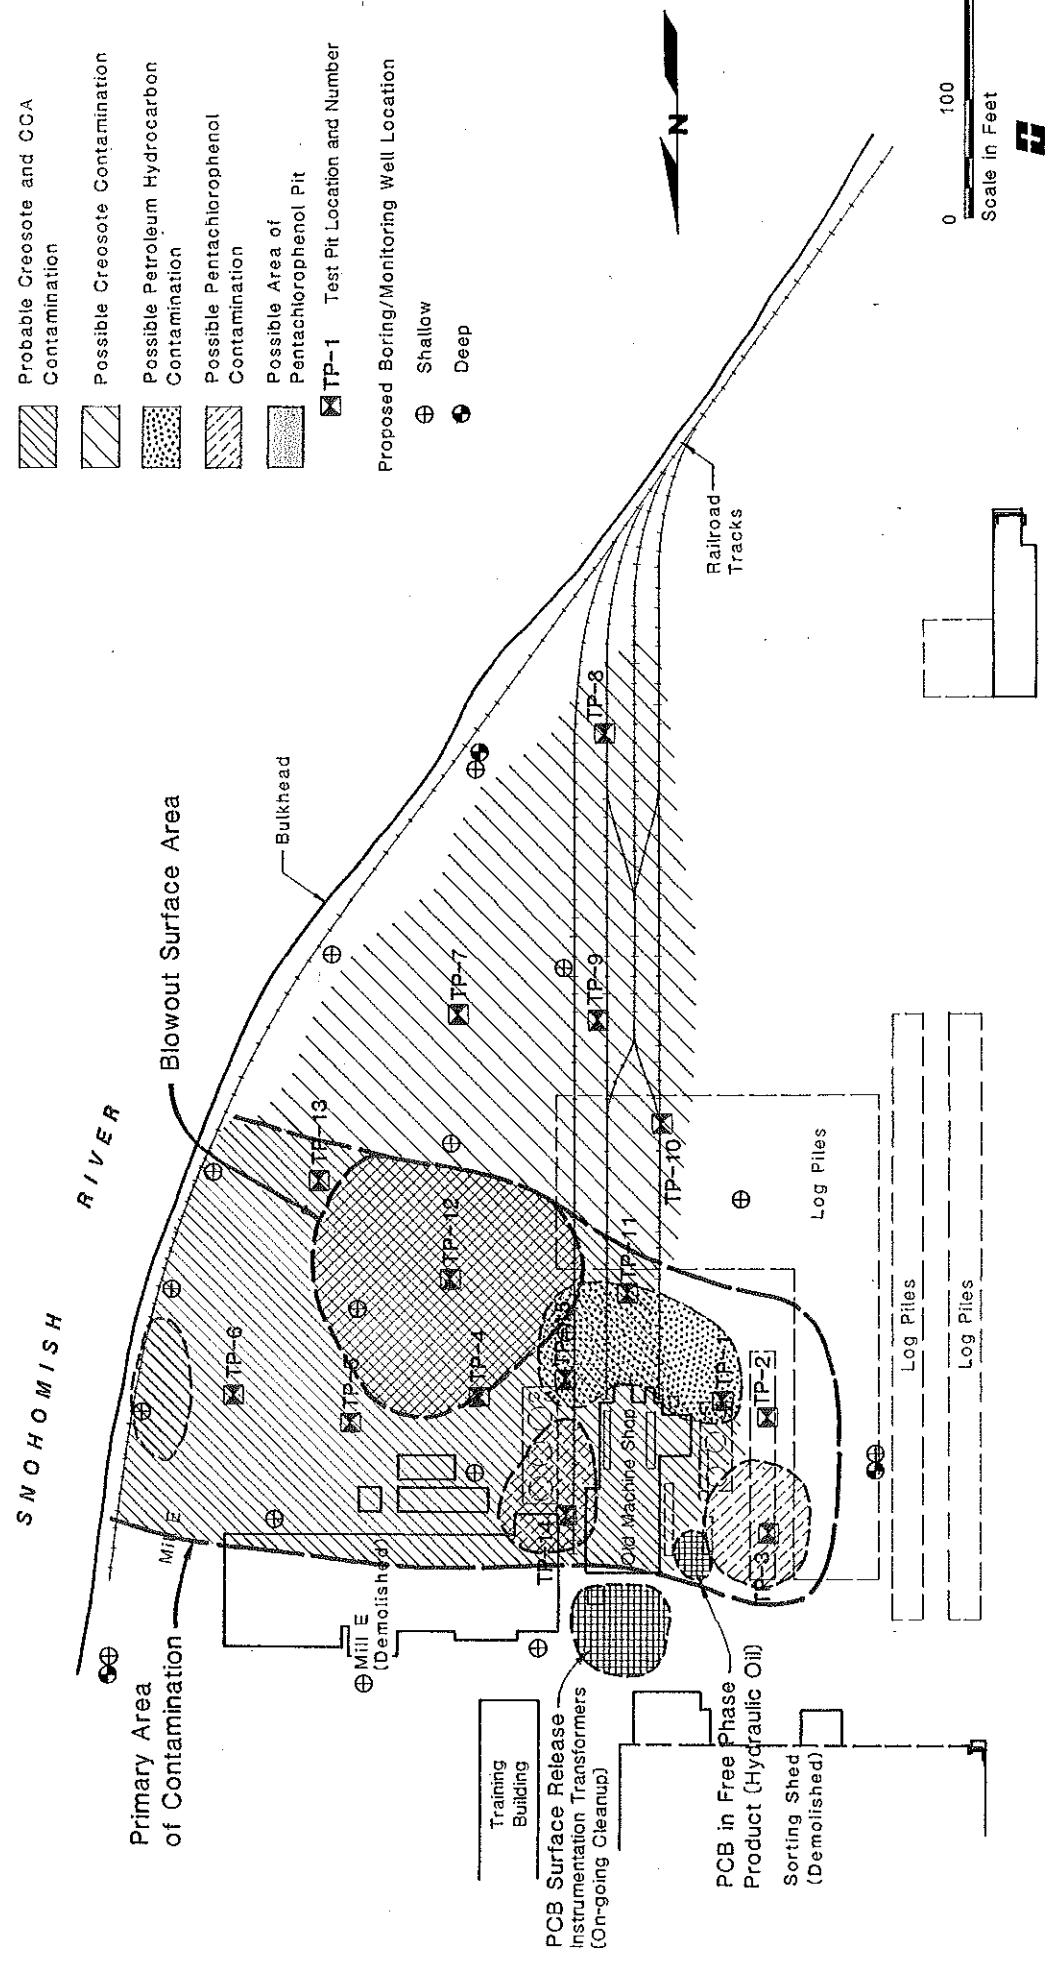 Probable Creosote and CCA
Contamination
Possible Creosote Contamination
Possible Petroleum Hydrocarbon
Contamination
Possible Pentachlorophenol
Contamination
Possible Area of
Pentachlorophenol Pit
TP-1 Test Pit Location and Number
Proposed Boring/Monitoring Well Location
Shallow
Deep
N
0 100
Scale in Feet
SNOHOMISH RIVER
Blowout Surface Area
Bulkhead
Railroad
Tracks
Primary Area
of Contamination
Mill E
Mill E
(Demolished)
TP-6
TP-13
TP-7
TP-8
TP-5
TP-12
TP-4
TP-9
TP-14
TP-11
TP-10
Old Machine Shop
TP-1
TP-2
TP-3
Log Piles
Log Piles
Log Piles
Training
Building
PCB Surface Release
Instrumentation Transformers
(On-going Cleanup)
PCB in Free Phase
Product (Hydraulic Oil)
Sorting Shed
(Demolished)